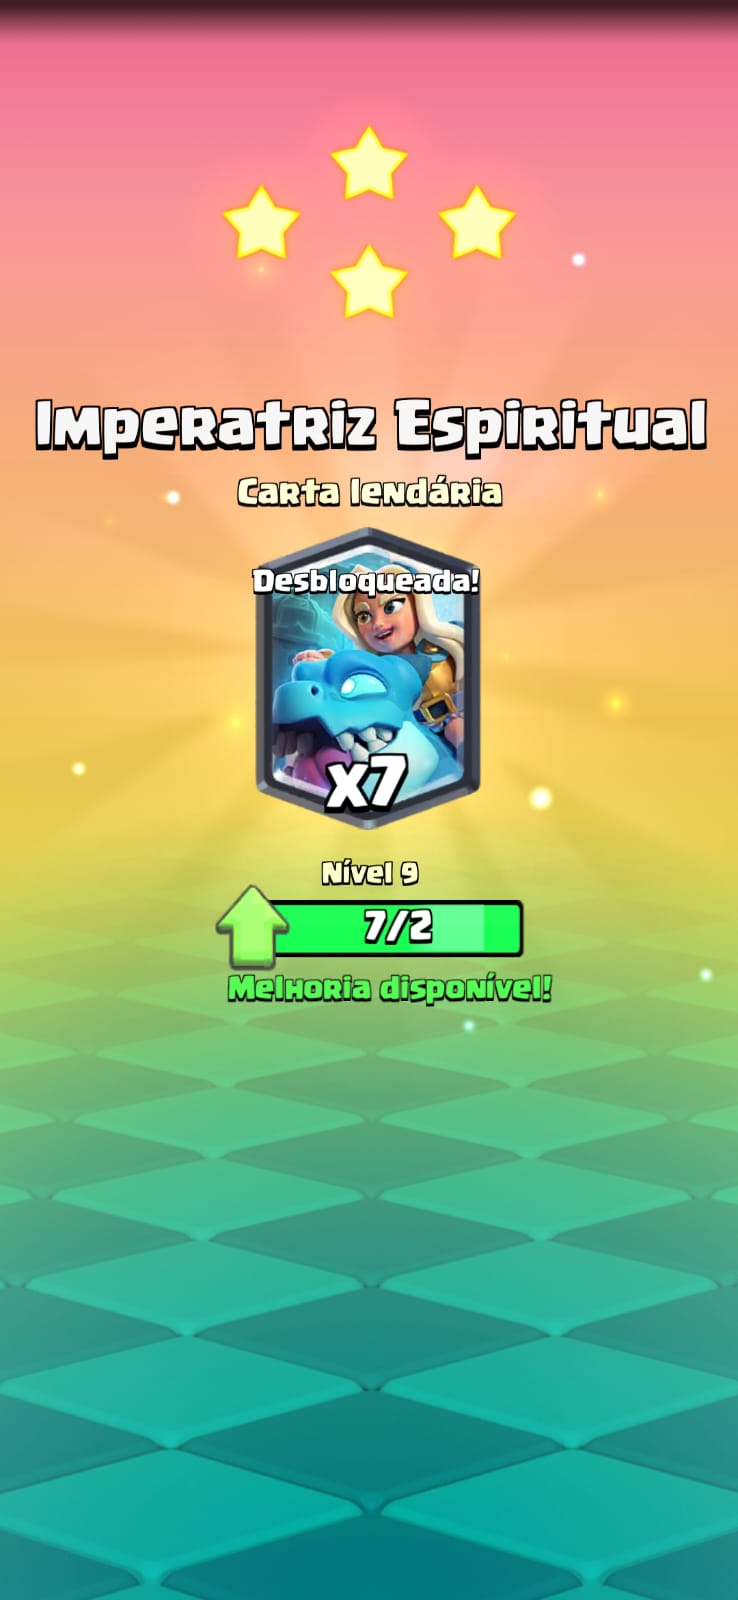 Imperatriz Espiritual
Carta lendária
Desbloqueada!
x7
Nível 9
7/2
Melhoria disponível!